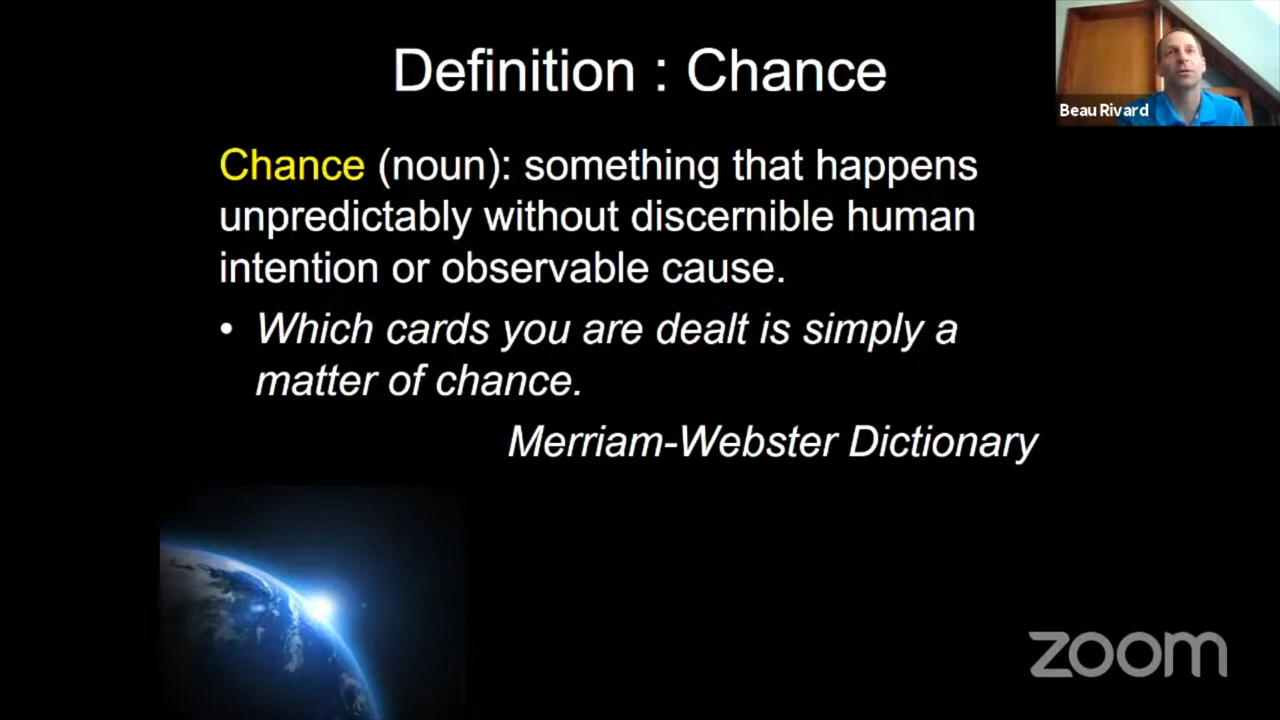 Definition : Chance
Beau Rivard
Chance (noun): something that happens
unpredictably without discernible human
intention or observable cause.
• Which cards you are dealt is simply a
matter of chance.
Merriam-Webster Dictionary
zoom